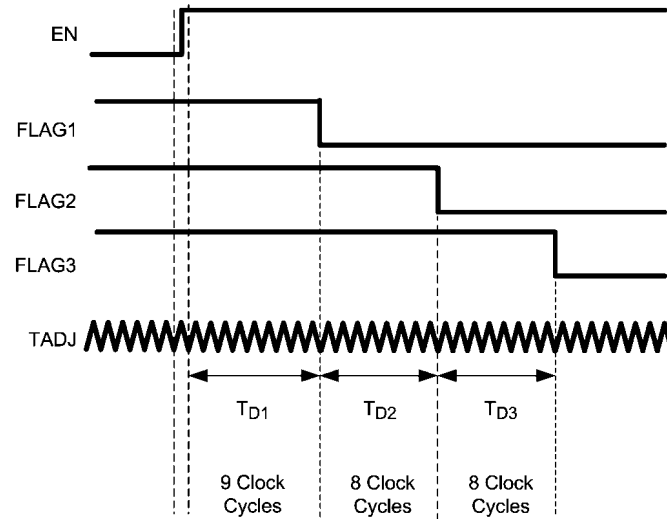 EN
FLAG1
FLAG2
FLAG3
TADJ
TD1 TD2 TD3
9 Clock 8 Clock 8 Clock
Cycles Cycles Cycles